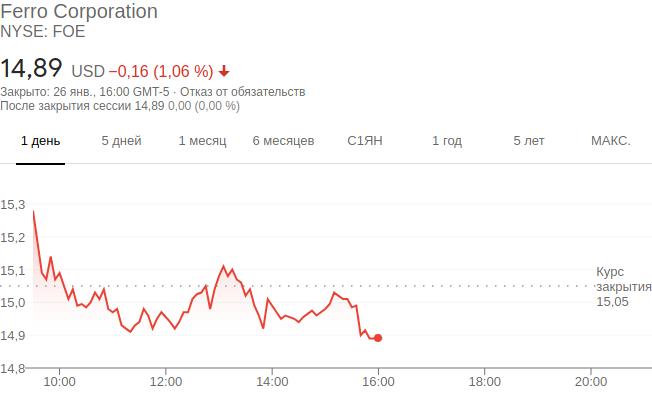 Ferro Corporation
NYSE: FOE
14,89 USD −0,16 (1,06 %)
Закрыто: 26 янв., 16:00 GMT-5 · Отказ от обязательств
После закрытия сессии 14,89 0,00 (0,00 %)
1 день 5 дней 1 месяц 6 месяцев С1ЯН 1 год 5 лет МАКС.
15,3
15,2
15,1
15,0
14,9
14,8
Курс
закрытия
15,05
10:00 12:00 14:00 16:00 18:00 20:00